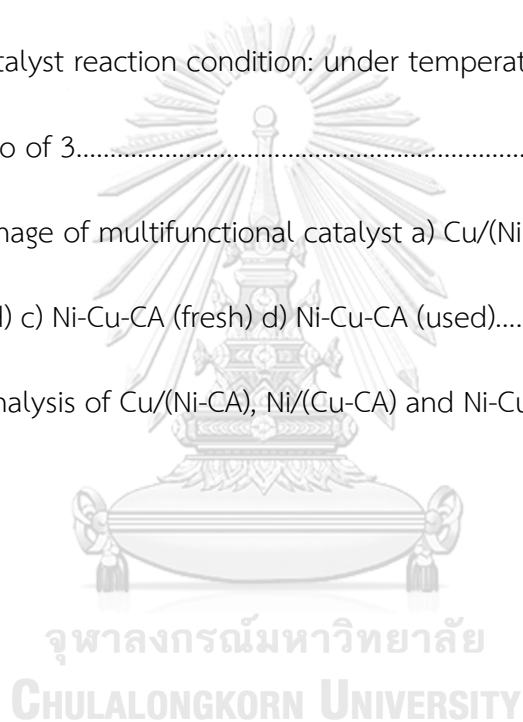 talyst reaction condition: under temperat
o of 3......................................................................
nage of multifunctional catalyst a) Cu/(Ni
l) c) Ni-Cu-CA (fresh) d) Ni-Cu-CA (used).....
nalysis of Cu/(Ni-CA), Ni/(Cu-CA) and Ni-Cu
จุฬาลงกรณ์มหาวิทยาลัย
CHULALONGKORN UNIVERSITY